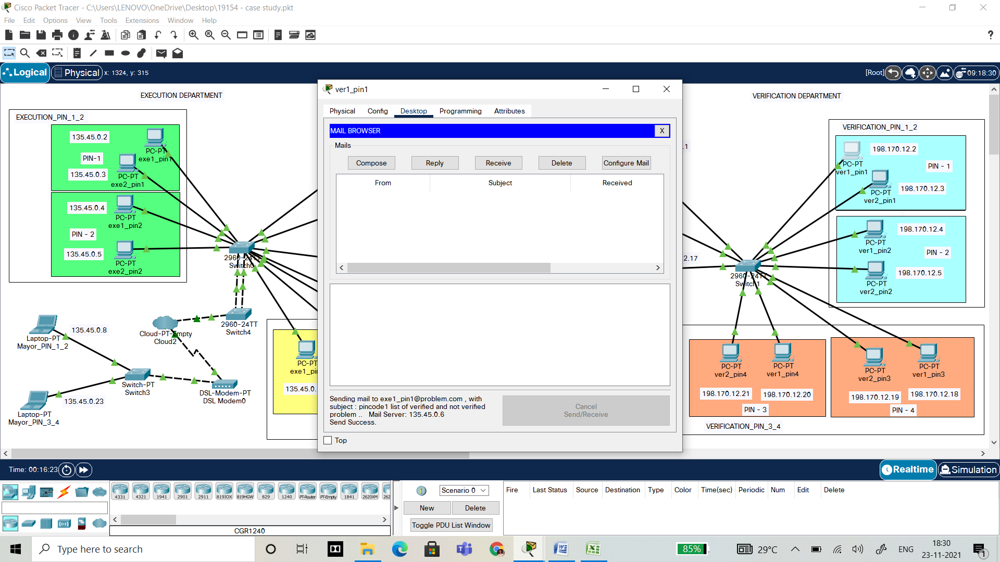 Cisco Packet Tracer - C:\Users\LENOVO\OneDrive\Desktop\19154 - case study.pkt
File Edit Options View Tools Extensions Window Help
?
Logical
Physical
x: 1324, y: 315
[Root]
09:18:30
EXECUTION DEPARTMENT
EXECUTION_PIN_1_2
135.45.0.2
PIN-1
135.45.0.3
PC-PT
exe1_pin1
PC-PT
exe2_pin1
135.45.0.4
PC-PT
exe1_pin2
PIN - 2
135.45.0.5
PC-PT
exe2_pin2
2960-24TT
Switch0
2960-24TT
Switch4
Cloud-PT-Empty
Cloud2
135.45.0.8
Laptop-PT
Mayor_PIN_1_2
Switch-PT
Switch3
DSL-Modem-PT
DSL Modem0
135.45.0.23
Laptop-PT
Mayor_PIN_3_4
PC-PT
exe1_pi
135.45.0.
ver1_pin1
Physical Config Desktop Programming Attributes
MAIL BROWSER
X
Mails
Compose Reply Receive Delete Configure Mail
From Subject Received
Sending mail to exe1_pin1@problem.com , with
subject : pincode1 list of verified and not verified
problem .. Mail Server: 135.45.0.6
Send Success.
Cancel
Send/Receive
Top
VERIFICATION DEPARTMENT
.1
2.17
VERIFICATION_PIN_1_2
198.170.12.2
PC-PT
ver1_pin1
PIN - 1
198.170.12.3
PC-PT
ver2_pin1
198.170.12.4
PC-PT
ver1_pin2
PIN - 2
198.170.12.5
PC-PT
ver2_pin2
2960-24TT
Switch1
PC-PT
ver2_pin4
PC-PT
ver1_pin4
198.170.12.21
198.170.12.20
PIN - 3
PC-PT
ver2_pin3
PC-PT
ver1_pin3
198.170.12.19
198.170.12.18
PIN - 4
VERIFICATION_PIN_3_4
Time: 00:16:23
Realtime
Simulation
4331 4321 1941 2901 2911 819IOX 819HGW 829 1240 PT-Router PT-Empty 1841 2620XM 262
CGR1240
Scenario 0
New Delete
Toggle PDU List Window
Fire Last Status Source Destination Type Color Time(sec) Periodic Num Edit Delete
Type here to search
85%
29°C
ENG
18:30
23-11-2021
1